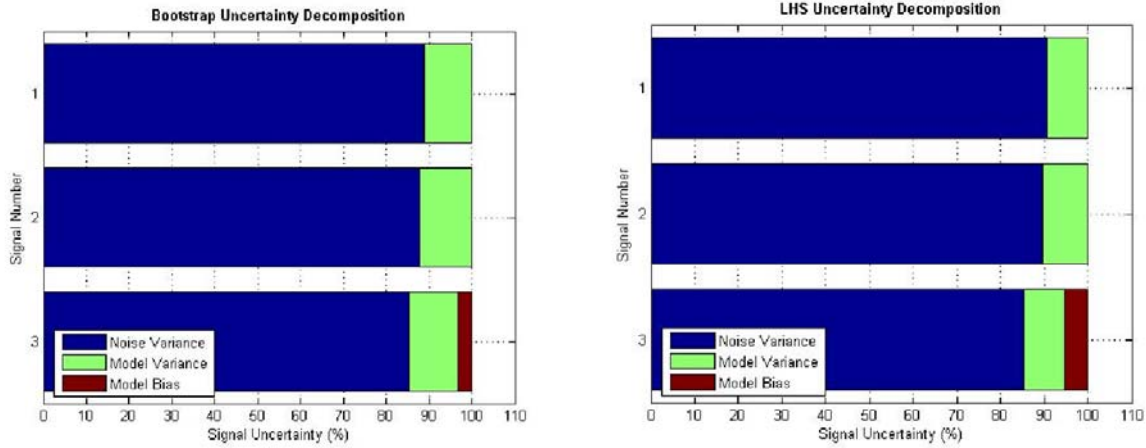 Bootstrap Uncertainty Decomposition
Signal Number
1
2
3
Noise Variance
Model Variance
Model Bias
0 10 20 30 40 50 60 70 80 90 100 110
Signal Uncertainty (%)
LHS Uncertainty Decomposition
Signal Number
1
2
3
Noise Variance
Model Variance
Model Bias
0 10 20 30 40 50 60 70 80 90 100 110
Signal Uncertainty (%)